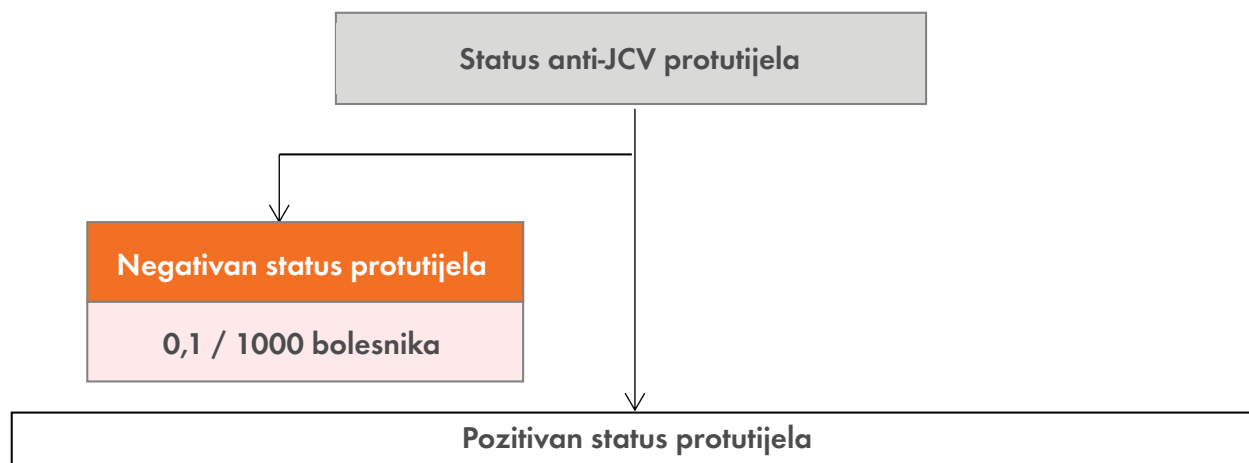 Status anti-JCV protutijela
Negativan status protutijela
0,1 / 1000 bolesnika
Pozitivan status protutijela